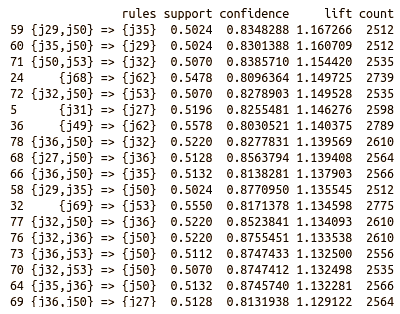 rules support confidence lift count
59 {j29,j50} => {j35} 0.5024 0.8348288 1.167266 2512
60 {j35,j50} => {j29} 0.5024 0.8301388 1.160709 2512
71 {j50,j53} => {j32} 0.5070 0.8385710 1.154420 2535
24 {j68} => {j62} 0.5478 0.8096364 1.149725 2739
72 {j32,j50} => {j53} 0.5070 0.8278903 1.149528 2535
5 {j31} => {j27} 0.5196 0.8255481 1.146276 2598
36 {j49} => {j62} 0.5578 0.8030521 1.140375 2789
78 {j36,j50} => {j32} 0.5220 0.8277831 1.139569 2610
68 {j27,j50} => {j36} 0.5128 0.8563794 1.139408 2564
66 {j36,j50} => {j35} 0.5132 0.8138281 1.137903 2566
58 {j29,j35} => {j50} 0.5024 0.8770950 1.135545 2512
32 {j69} => {j53} 0.5550 0.8171378 1.134598 2775
77 {j32,j50} => {j36} 0.5220 0.8523841 1.134093 2610
76 {j32,j36} => {j50} 0.5220 0.8755451 1.133538 2610
73 {j36,j53} => {j50} 0.5112 0.8747433 1.132500 2556
70 {j32,j53} => {j50} 0.5070 0.8747412 1.132498 2535
64 {j35,j36} => {j50} 0.5132 0.8745740 1.132281 2566
69 {j36,j50} => {j27} 0.5128 0.8131938 1.129122 2564